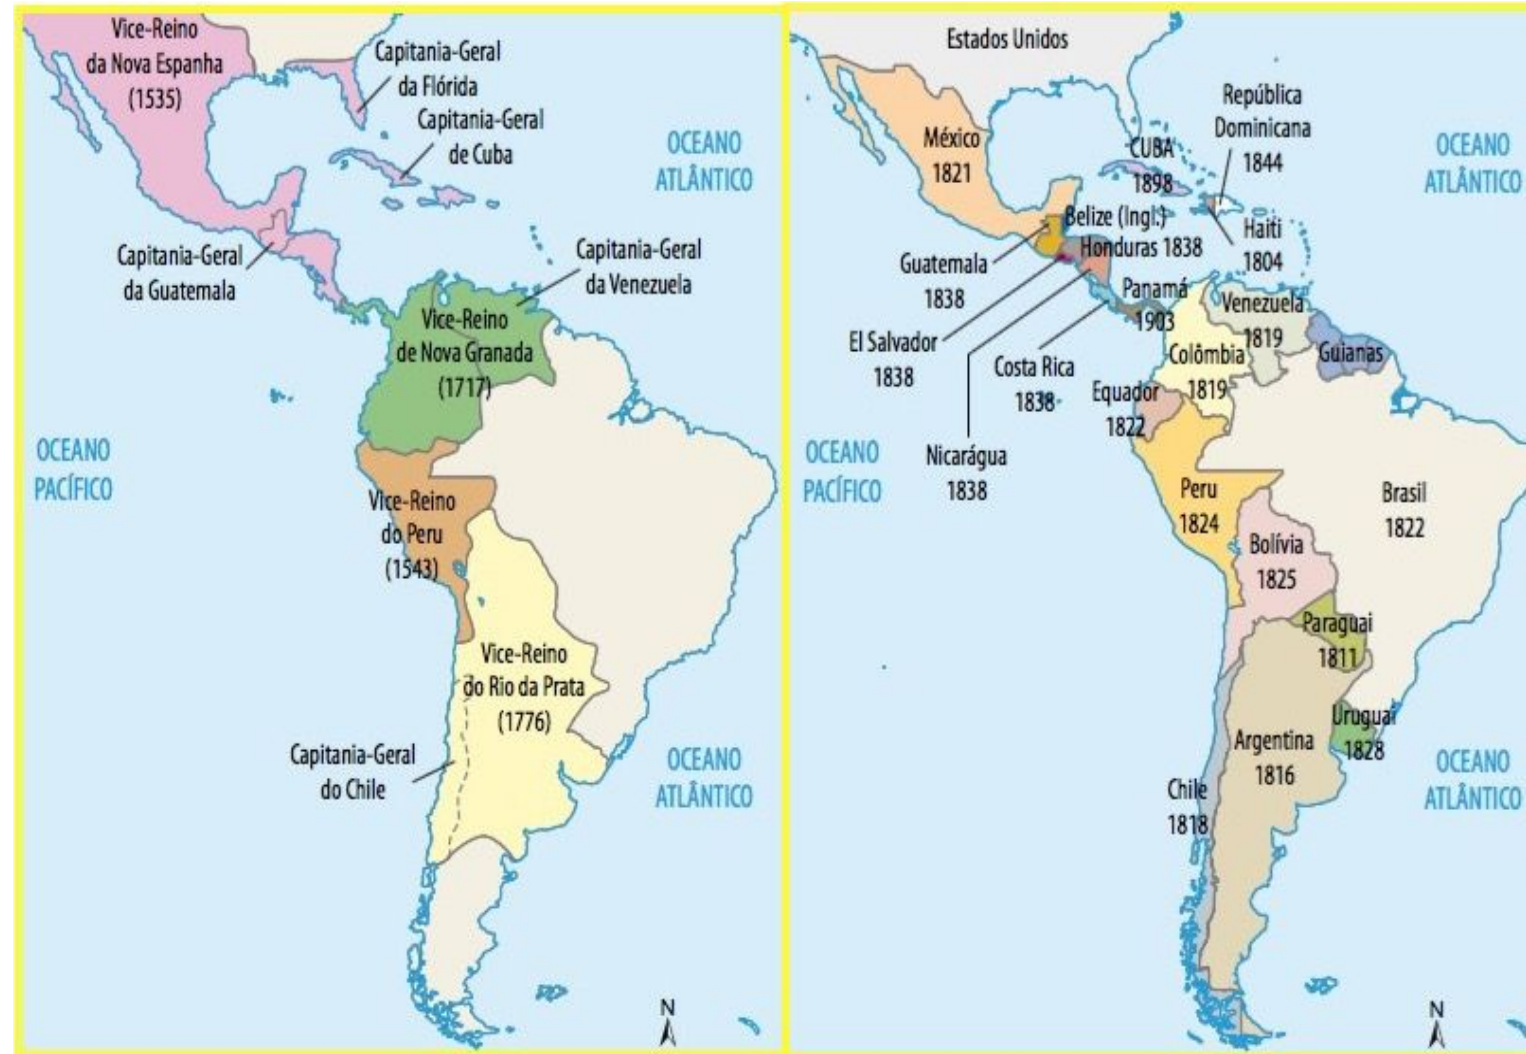 Vice-Reino
da Nova Espanha
(1535)
Capitania-Geral
da Flórida
Capitania-Geral
de Cuba
OCEANO
ATLÂNTICO
Capitania-Geral
da Guatemala
Capitania-Geral
da Venezuela
Vice-Reino
de Nova Granada
(1717)
OCEANO
PACÍFICO
Vice-Reino
do Peru
(1543)
Vice-Reino
do Rio da Prata
(1776)
Capitania-Geral
do Chile
OCEANO
ATLÂNTICO
N
Estados Unidos
República
Dominicana
1844
México
1821
CUBA
1898
OCEANO
ATLÂNTICO
Belize (Ingl.)
Haiti
1804
Honduras 1838
Guatemala
1838
Panamá
1903
Venezuela
1819
El Salvador
1838
Costa Rica
1838
Colômbia
1819
Guianas
Equador
1822
OCEANO
PACÍFICO
Nicarágua
1838
Peru
1824
Brasil
1822
Bolívia
1825
Paraguai
1811
Uruguai
1828
Argentina
1816
Chile
1818
OCEANO
ATLÂNTICO
N